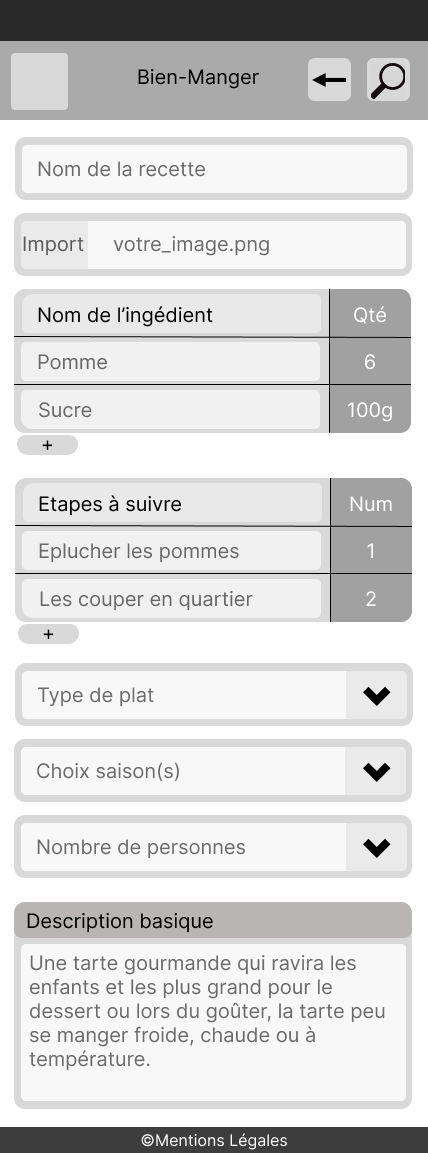 Bien-Manger
Nom de la recette
Import votre_image.png
Nom de l’ingédient Qté
Pomme 6
Sucre 100g
+
Etapes à suivre Num
Eplucher les pommes 1
Les couper en quartier 2
+
Type de plat
Choix saison(s)
Nombre de personnes
Description basique
Une tarte gourmande qui ravira les
enfants et les plus grand pour le
dessert ou lors du goûter, la tarte peu
se manger froide, chaude ou à
température.
©Mentions Légales